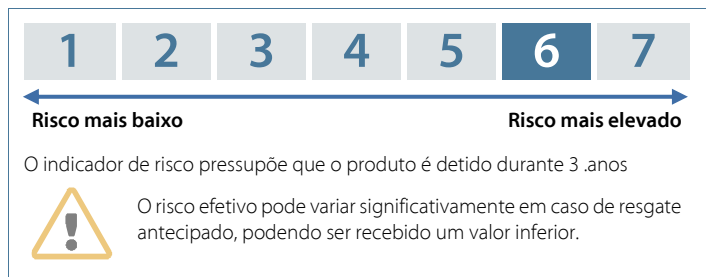 1 2 3 4 5 6 7
Risco mais baixo Risco mais elevado
O indicador de risco pressupõe que o produto é detido durante 3 .anos
O risco efetivo pode variar significativamente em caso de resgate
antecipado, podendo ser recebido um valor inferior.